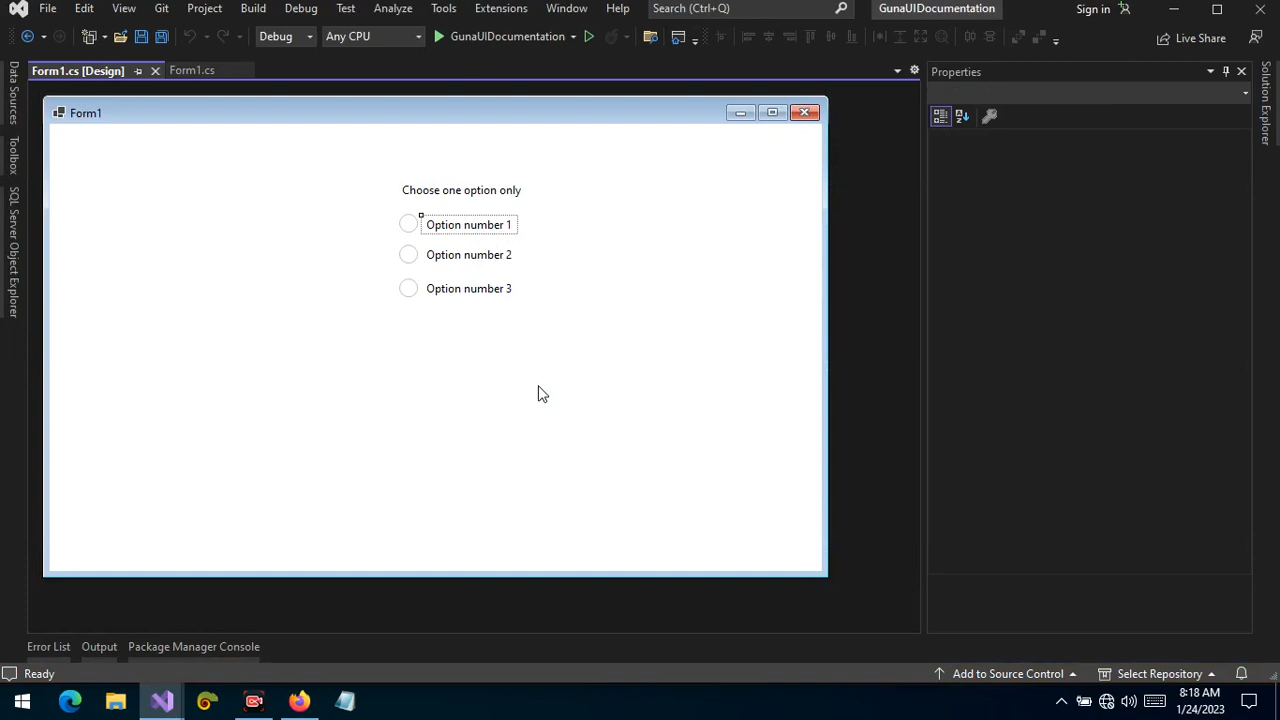 File Edit View Git Project Build Debug Test Analyze Tools Extensions Window Help Search (Ctrl+Q) GunaUIDocumentation Sign in
Debug Any CPU GunaUIDocumentation Live Share
Form1.cs [Design] Form1.cs
Properties
Data Sources
Toolbox
SQL Server Object Explorer
Solution Explorer
Form1
Choose one option only
Option number 1
Option number 2
Option number 3
Error List Output Package Manager Console
Ready Add to Source Control Select Repository
8:18 AM
1/24/2023